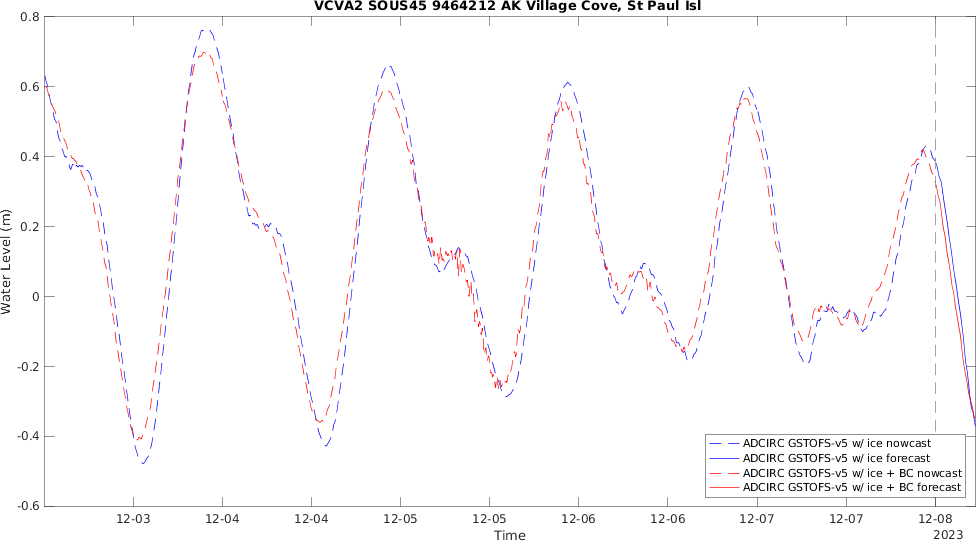 VCVA2 SOUS45 9464212 AK Village Cove, St Paul Isl
0.8
0.6
0.4
0.2
0
-0.2
-0.4
-0.6
Water Level (m)
ADCIRC GSTOFS-v5 w/ ice nowcast
ADCIRC GSTOFS-v5 w/ ice forecast
ADCIRC GSTOFS-v5 w/ ice + BC nowcast
ADCIRC GSTOFS-v5 w/ ice + BC forecast
12-03 12-04 12-04 12-05 12-05 12-06 12-06 12-07 12-07 12-08
Time 2023